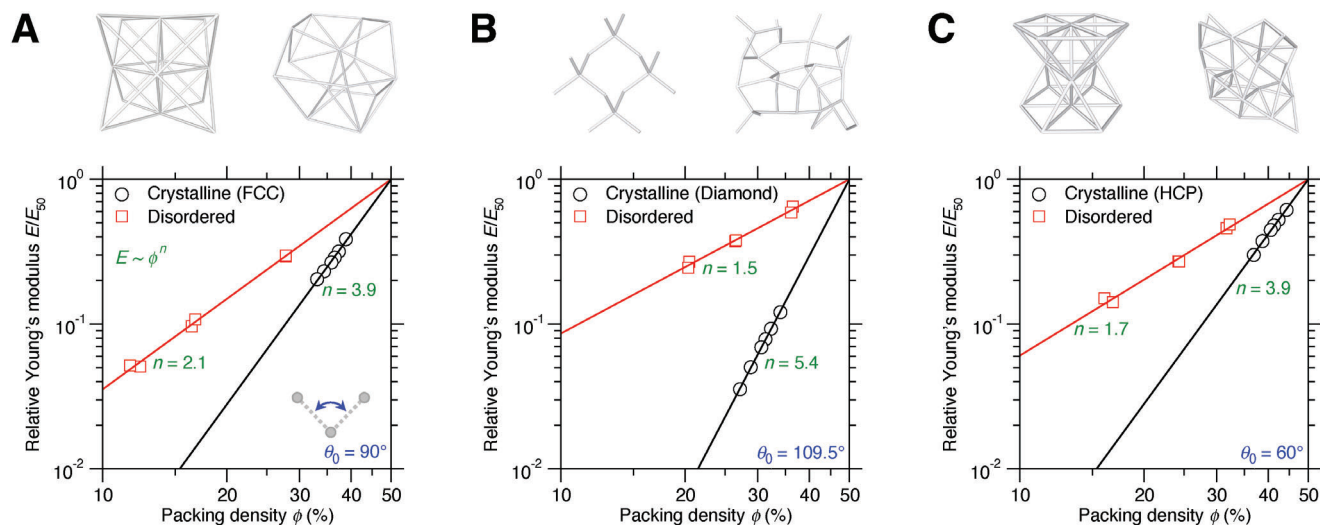 A
B
C
Relative Young's modulus E/E50
10^0
10^-1
10^-2
Crystalline (FCC)
Disordered
E ~ ϕ^n
n = 3.9
n = 2.1
θ0 = 90°
10
20
30
40
50
Packing density ϕ (%)
Relative Young's modulus E/E50
10^0
10^-1
10^-2
Crystalline (Diamond)
Disordered
n = 1.5
n = 5.4
θ0 = 109.5°
10
20
30
40
50
Packing density ϕ (%)
Relative Young's modulus E/E50
10^0
10^-1
10^-2
Crystalline (HCP)
Disordered
n = 3.9
n = 1.7
θ0 = 60°
10
20
30
40
50
Packing density ϕ (%)